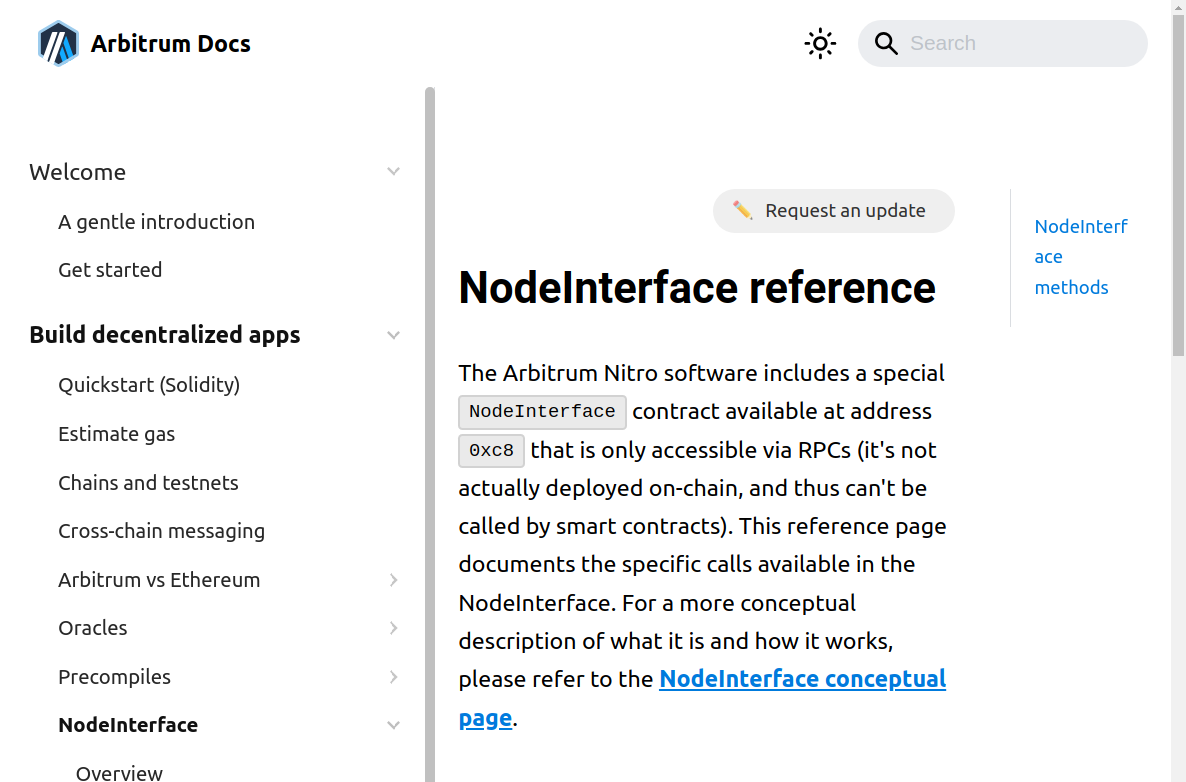 Arbitrum Docs
Search
Welcome
A gentle introduction
Get started
Build decentralized apps
Quickstart (Solidity)
Estimate gas
Chains and testnets
Cross-chain messaging
Arbitrum vs Ethereum
Oracles
Precompiles
NodeInterface
Overview
✏️ Request an update
NodeInterface reference
The Arbitrum Nitro software includes a special
NodeInterface contract available at address
0xc8 that is only accessible via RPCs (it's not
actually deployed on-chain, and thus can't be
called by smart contracts). This reference page
documents the specific calls available in the
NodeInterface. For a more conceptual
description of what it is and how it works,
please refer to the NodeInterface conceptual
page.
NodeInterf
ace
methods